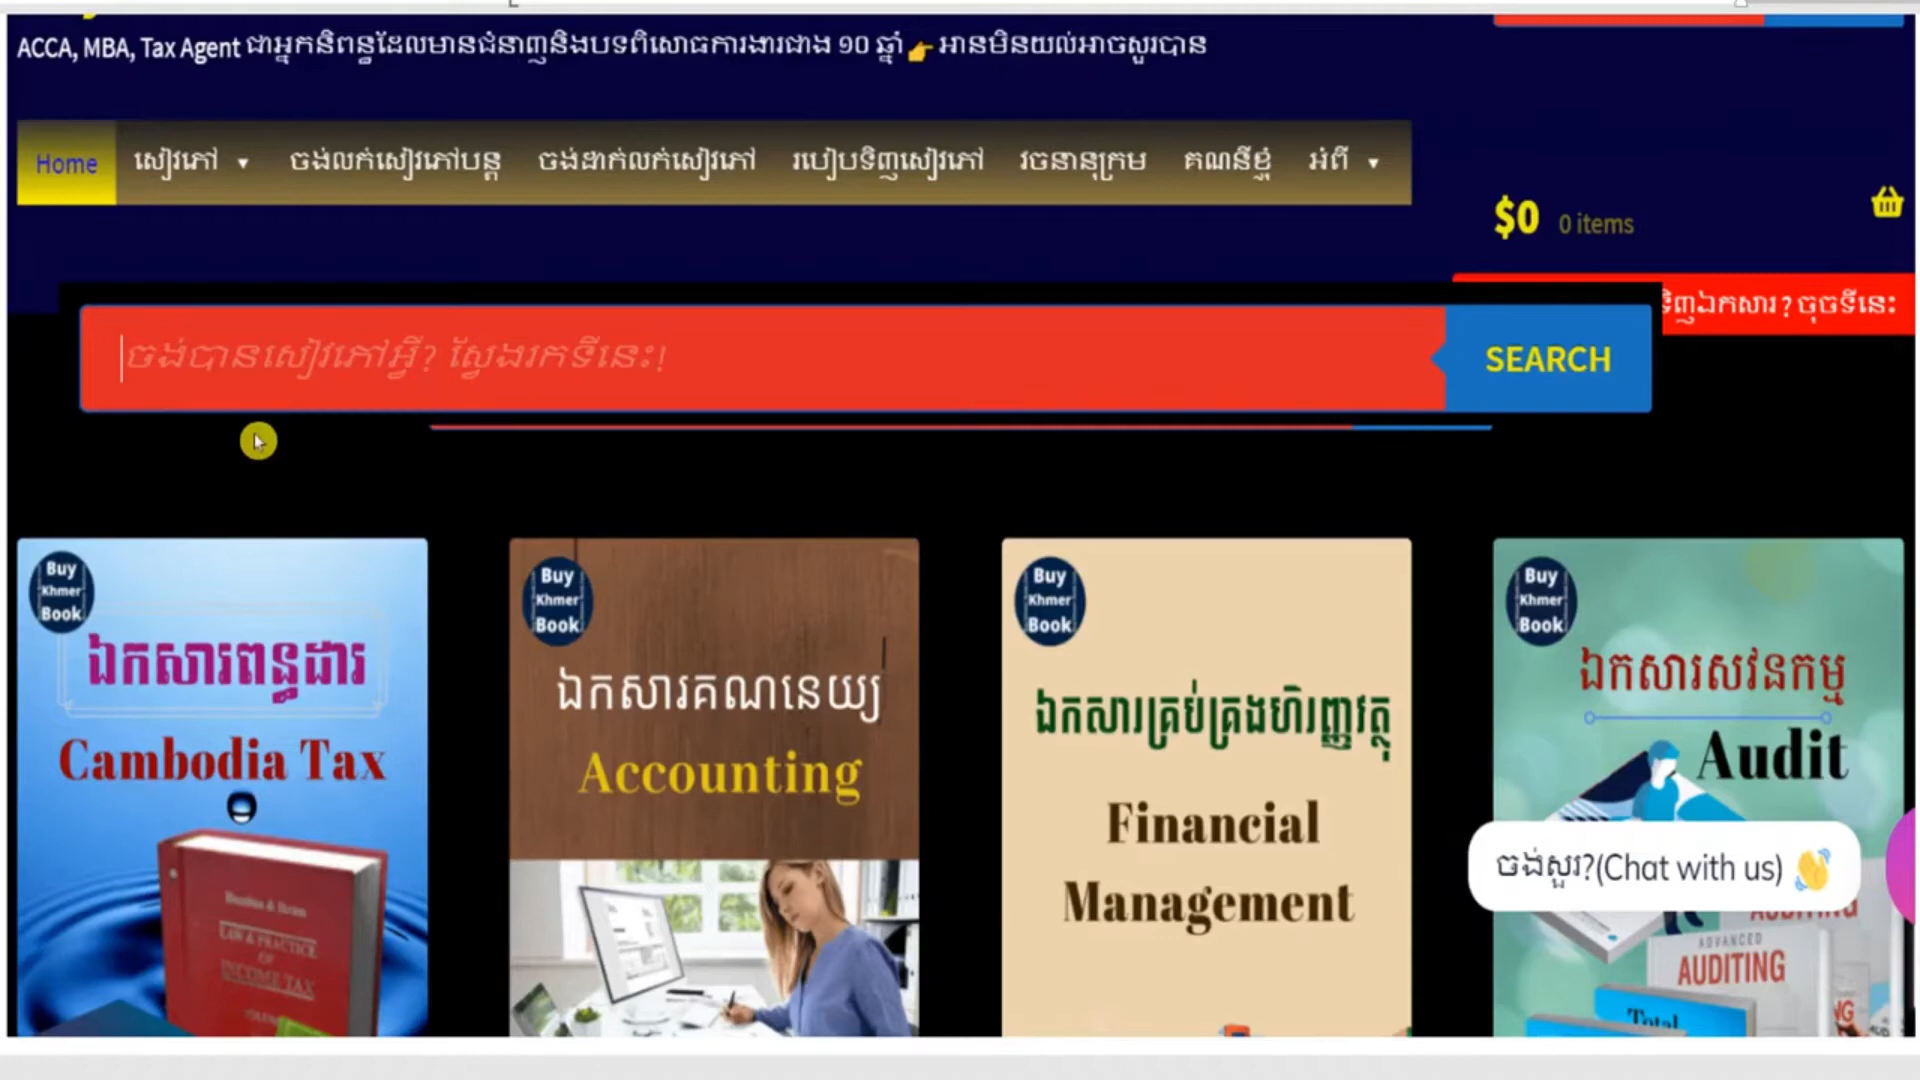 ACCA, MBA, Tax Agent ជាអ្នកនិពន្ធដែលមានជំនាញនិងបទពិសោធការងារជាង ១០ ឆ្នាំ 👉 អានមិនយល់អាចសួរបាន
Home សៀវភៅ ▼ ចង់លក់សៀវភៅបន្ត ចង់ដាក់លក់សៀវភៅ របៀបទិញសៀវភៅ វចនានុក្រម គណនីខ្ញុំ អំពី ▼
$0 0 items
ទិញឯកសារ ? ចុចទីនេះ
ចង់បានសៀវភៅអ្វី? ស្វែងរកទីនេះ!
SEARCH
Buy
Khmer
Book
ឯកសារពន្ធដារ
Cambodia Tax
LAW & PRACTICE
OF
INCOME TAX
Buy
Khmer
Book
ឯកសារគណនេយ្យ
Accounting
Buy
Khmer
Book
ឯកសារគ្រប់គ្រងហិរញ្ញវត្ថុ
Financial
Management
Buy
Khmer
Book
ឯកសារសវនកម្ម
Audit
ចង់សួរ?(Chat with us) 👋
ADVANCED
AUDITING
Total